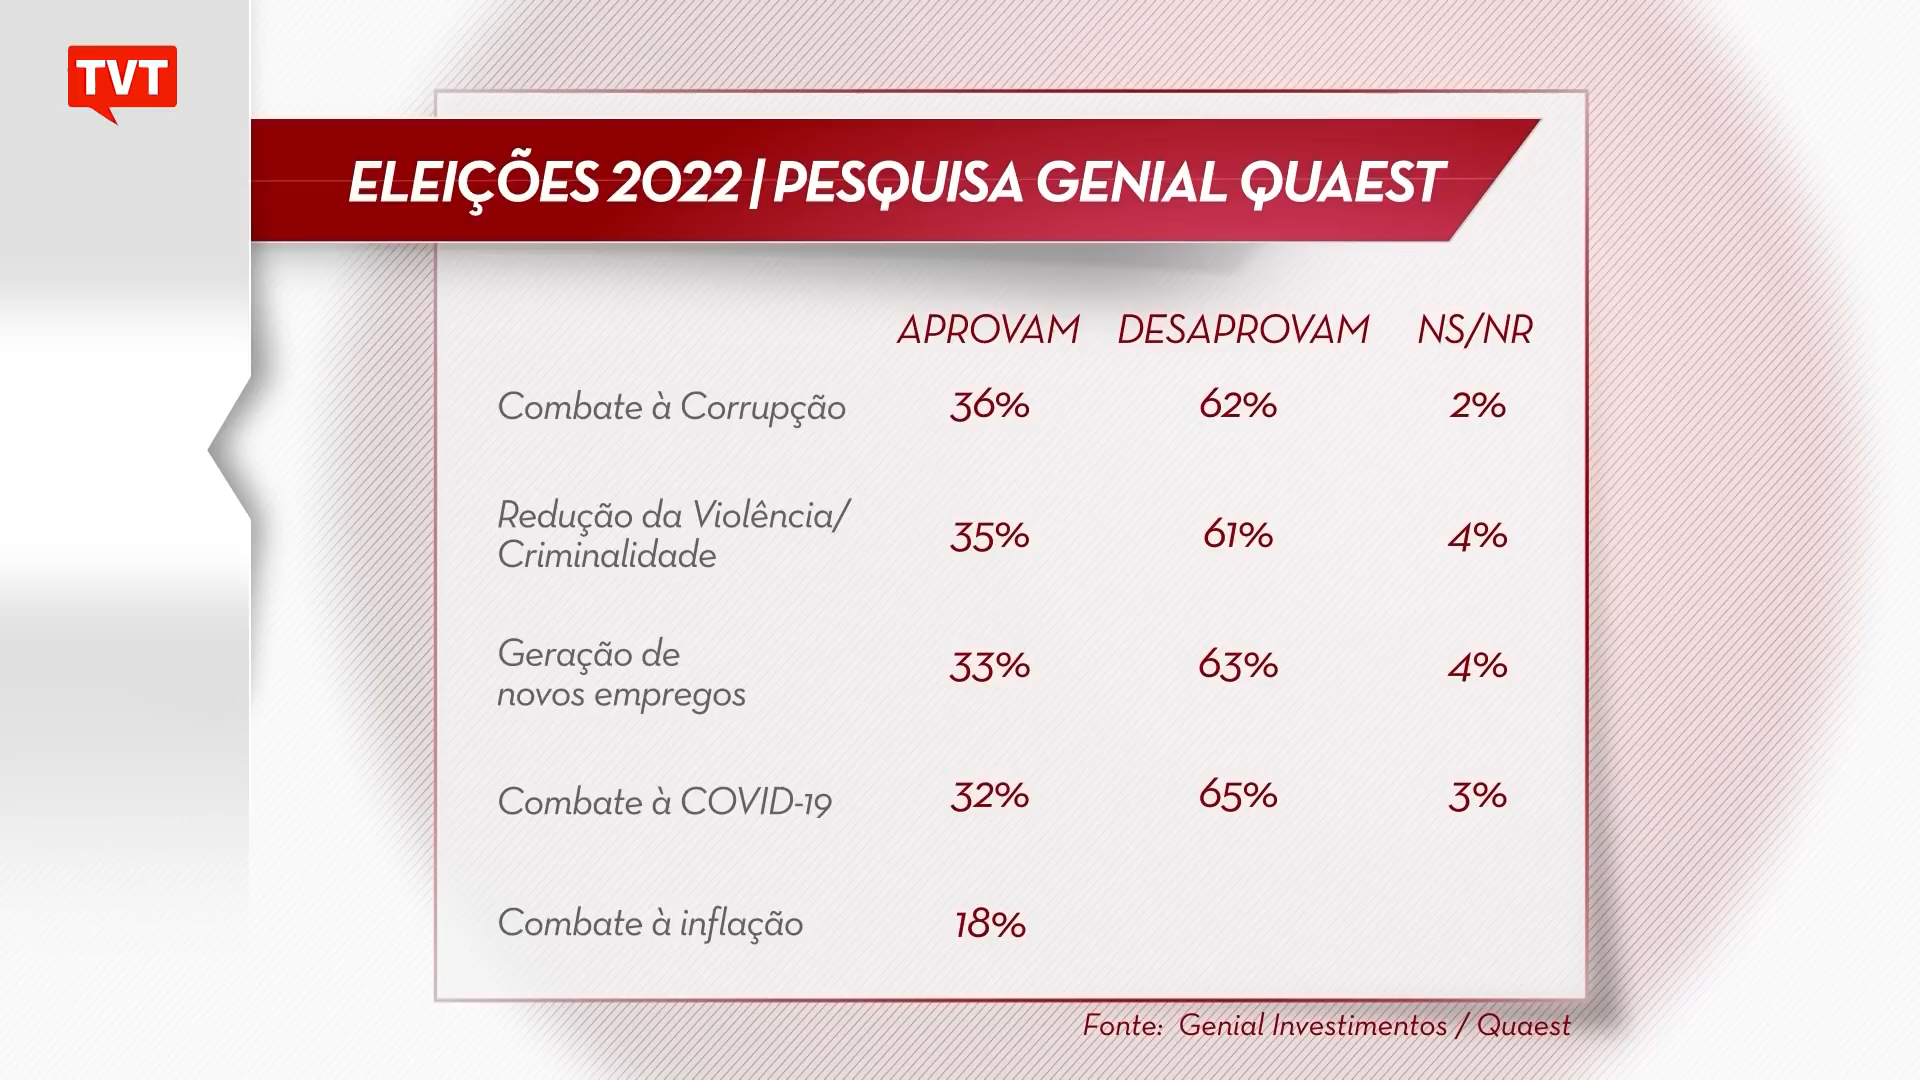 TVT
ELEIÇÕES 2022 | PESQUISA GENIAL QUAEST
APROVAM DESAPROVAM NS/NR
Combate à Corrupção 36% 62% 2%
Redução da Violência/
Criminalidade 35% 61% 4%
Geração de
novos empregos 33% 63% 4%
Combate à COVID-19 32% 65% 3%
Combate à inflação 18%
Fonte: Genial Investimentos / Quaest